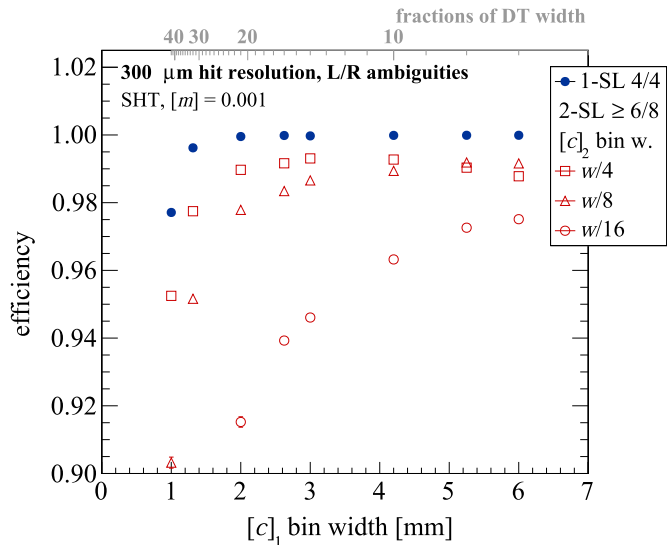 fractions of DT width
40 30 20 10
1.02
300 μm hit resolution, L/R ambiguities
SHT, [m] = 0.001
1-SL 4/4
2-SL ≥ 6/8
[c]₂ bin w.
w/4
w/8
w/16
1.00
0.98
0.96
0.94
0.92
0.90
efficiency
0 1 2 3 4 5 6 7
[c]₁ bin width [mm]